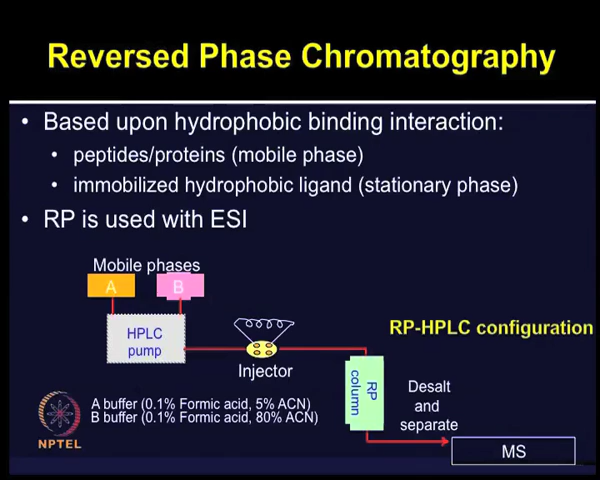 Reversed Phase Chromatography
• Based upon hydrophobic binding interaction:
• peptides/proteins (mobile phase)
• immobilized hydrophobic ligand (stationary phase)
• RP is used with ESI
Mobile phases
A
B
HPLC
pump
Injector
RP-HPLC configuration
RP
column
Desalt
and
separate
A buffer (0.1% Formic acid, 5% ACN)
B buffer (0.1% Formic acid, 80% ACN)
NPTEL
MS